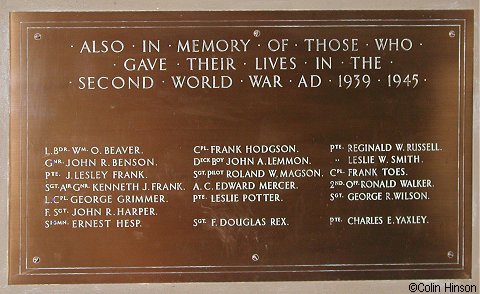 · ALSO · IN · MEMORY · OF · THOSE · WHO ·
· GAVE · THEIR · LIVES · IN · THE ·
· SECOND · WORLD · WAR · AD · 1939 · 1945 ·
L.BDR. WM. O. BEAVER.
GNR. JOHN R. BENSON.
PTE. J. LESLEY FRANK.
SGT. AIR GNR. KENNETH J. FRANK.
L. CPL. GEORGE GRIMMER.
F. SGT. JOHN R. HARPER.
SIGMN. ERNEST HESP.
CPL. FRANK HODGSON.
DECK BOY JOHN A. LEMMON.
SGT. PILOT ROLAND W. MAGSON.
A. C. EDWARD MERCER.
PTE. LESLIE POTTER.
SGT. F. DOUGLAS REX.
PTE. REGINALD W. RUSSELL.
" LESLIE W. SMITH.
CPL. FRANK TOES.
2ND. OFF. RONALD WALKER.
SGT. GEORGE R. WILSON.
PTE. CHARLES E. YAXLEY.
©Colin Hinson